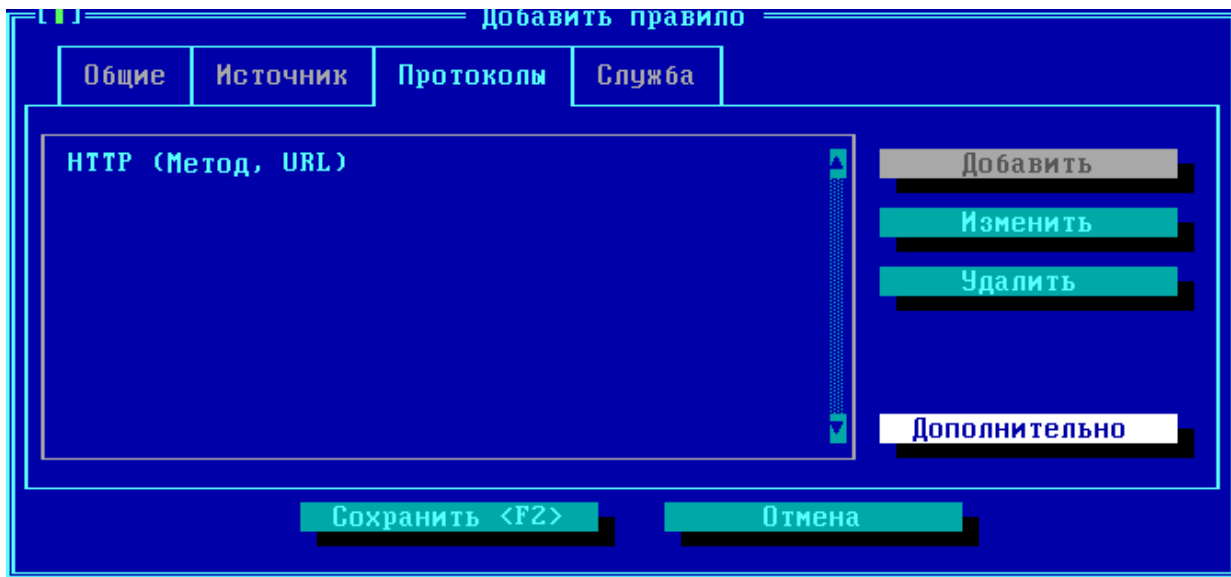 Добавить правило
Общие Источник Протоколы Служба
HTTP (Метод, URL)
Добавить
Изменить
Удалить
Дополнительно
Сохранить <F2> Отмена